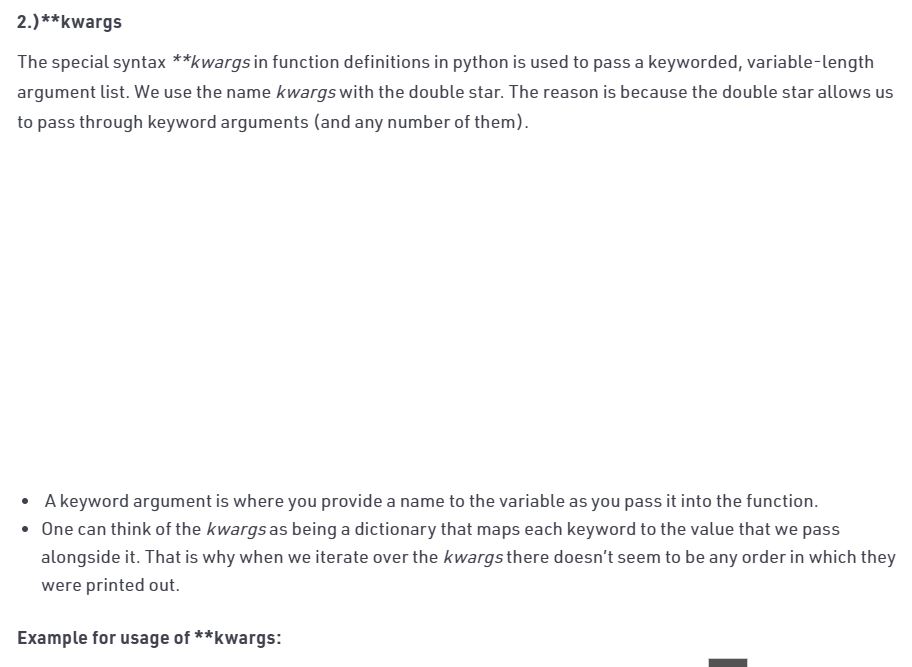 2.)**kwargs
The special syntax **kwargs in function definitions in python is used to pass a keyworded, variable-length
argument list. We use the name kwargs with the double star. The reason is because the double star allows us
to pass through keyword arguments (and any number of them).
• A keyword argument is where you provide a name to the variable as you pass it into the function.
• One can think of the kwargs as being a dictionary that maps each keyword to the value that we pass
alongside it. That is why when we iterate over the kwargs there doesn't seem to be any order in which they
were printed out.
Example for usage of **kwargs: